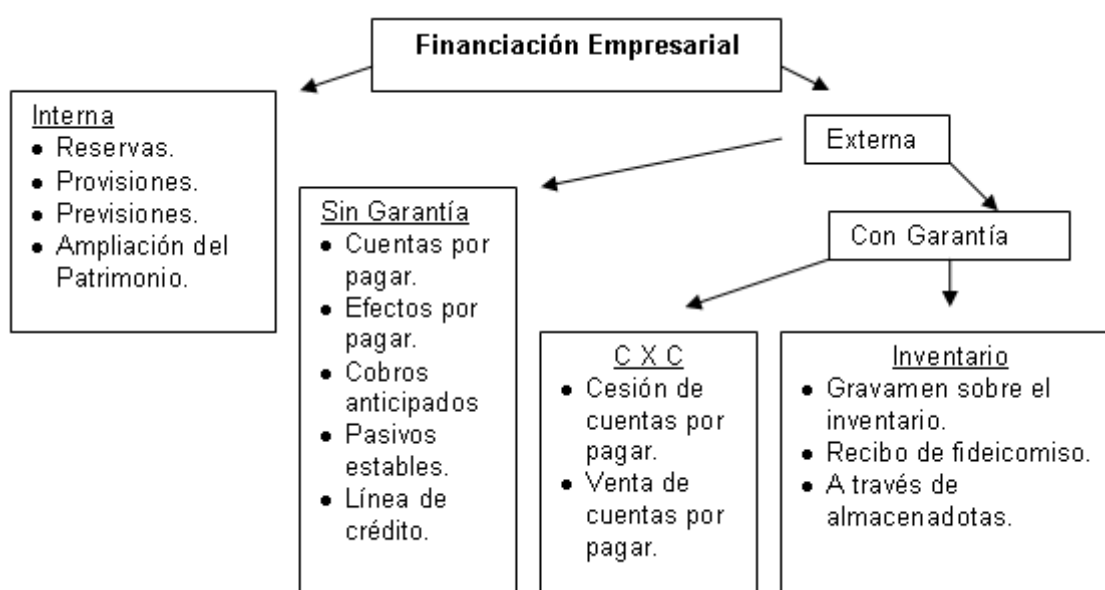 Financiación Empresarial
Interna
● Reservas.
● Provisiones.
● Previsiones.
● Ampliación del
Patrimonio.
Externa
Sin Garantía
● Cuentas por
pagar.
● Efectos por
pagar.
● Cobros
anticipados
● Pasivos
estables.
● Línea de
crédito.
Con Garantía
C X C
● Cesión de
cuentas por
pagar.
● Venta de
cuentas por
pagar.
Inventario
● Gravamen sobre el
inventario.
● Recibo de fideicomiso.
● A través de
almacenadotas.